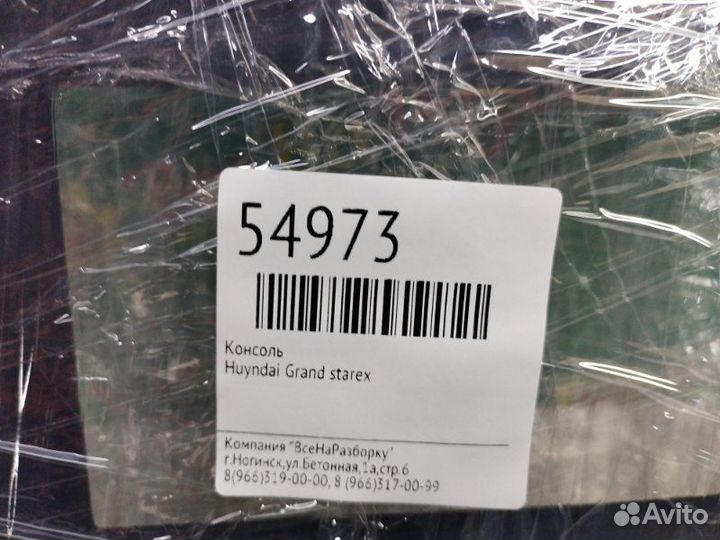 54973
Консоль
Huyndai Grand starex
Компания "ВсеНаРазборку"
г.Ногинск,ул.Бетонная,1а,стр.6
8(966)319-00-00, 8 (966)317-00-99
Avito